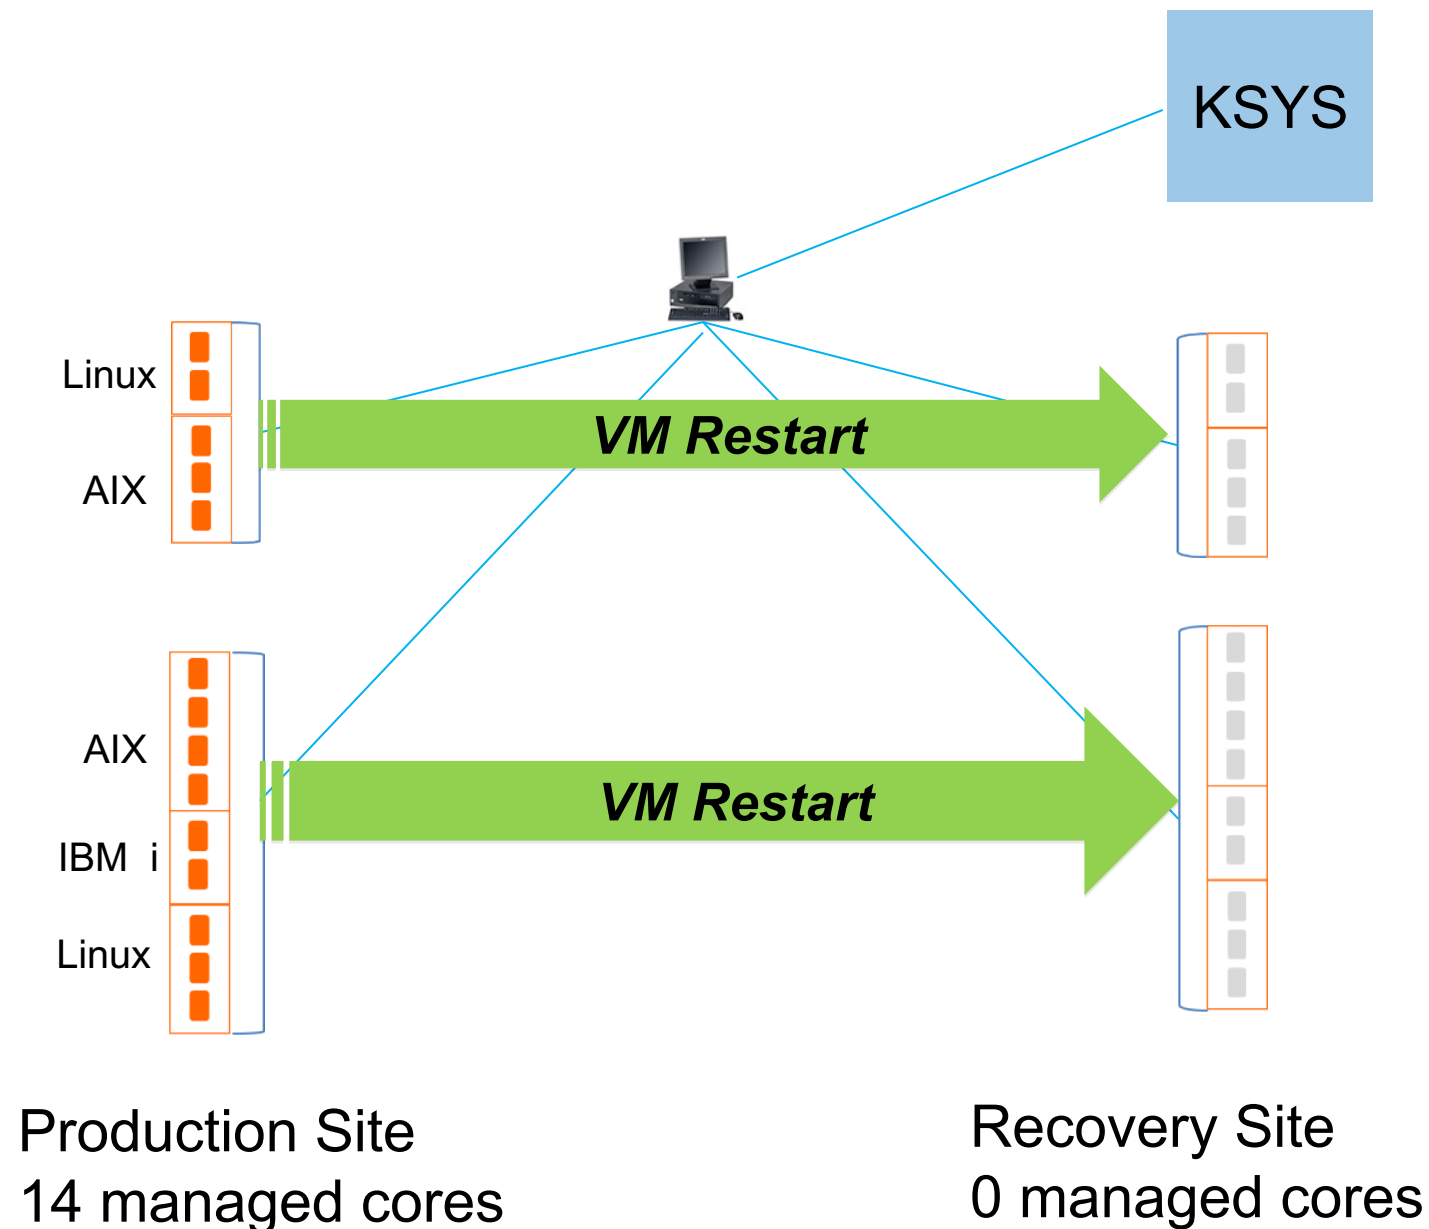 KSYS
Linux
VM Restart
AIX
AIX
VM Restart
IBM i
Linux
Production Site
14 managed cores
Recovery Site
0 managed cores